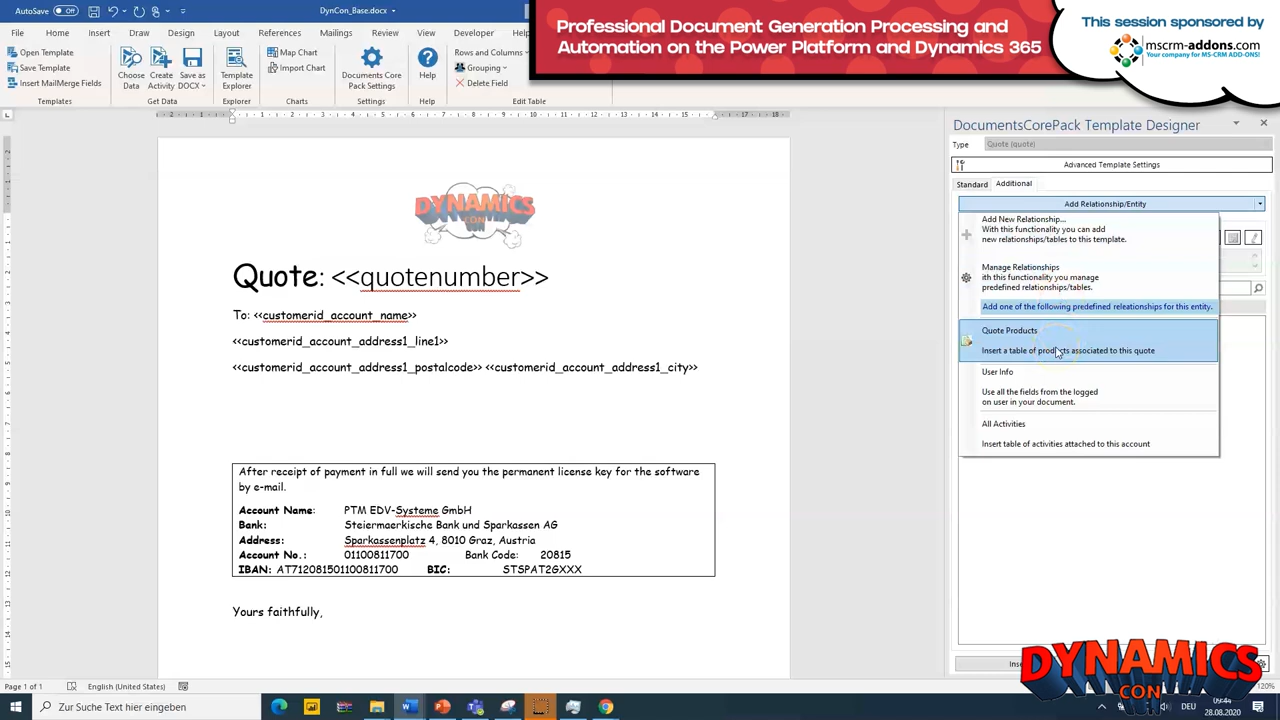 AutoSave Off
DynCon_Base.docx
Professional Document Generation Processing and
Automation on the Power Platform and Dynamics 365
This session sponsored by
mscrm-addons.com
Your company for MS-CRM ADD-ONS!
File Home Insert Draw Design Layout References Mailings Review View Developer
Open Template
Save Template
Insert MailMerge Fields
Choose
Data
Create
Activity
Save as
DOCX
Template
Explorer
Map Chart
Import Chart
Documents Core
Pack Settings
Help
Rows and Columns
Grouping
Delete Field
Templates Get Data Explorer Charts Settings Help Edit Table
DocumentsCorePack Template Designer
Type Quote (quote)
Advanced Template Settings
Standard Additional
Add Relationship/Entity
Add New Relationship...
With this functionality you can add
new relationships/tables to this template.
Manage Relationships
ith this functionality you manage
predefined relationships/tables.
Add one of the following predefined releationships for this entity.
Quote Products
Insert a table of products associated to this quote
User Info
Use all the fields from the logged
on user in your document.
All Activities
Insert table of activities attached to this account
DYNAMICS
CON
Quote: <<quotenumber>>
To: <<customerid_account_name>>
<<customerid_account_address1_line1>>
<<customerid_account_address1_postalcode>> <<customerid_account_address1_city>>
After receipt of payment in full we will send you the permanent license key for the software
by e-mail.
Account Name: PTM EDV-Systeme GmbH
Bank: Steiermaerkische Bank und Sparkassen AG
Address: Sparkassenplatz 4, 8010 Graz, Austria
Account No.: 01100811700 Bank Code: 20815
IBAN: AT712081501100811700 BIC: STSPAT2GXXX
Yours faithfully,
DYNAMICS
CON
Page 1 of 1 English (United States) 120%
Zur Suche Text hier eingeben
DEU
09:44
28.08.2020